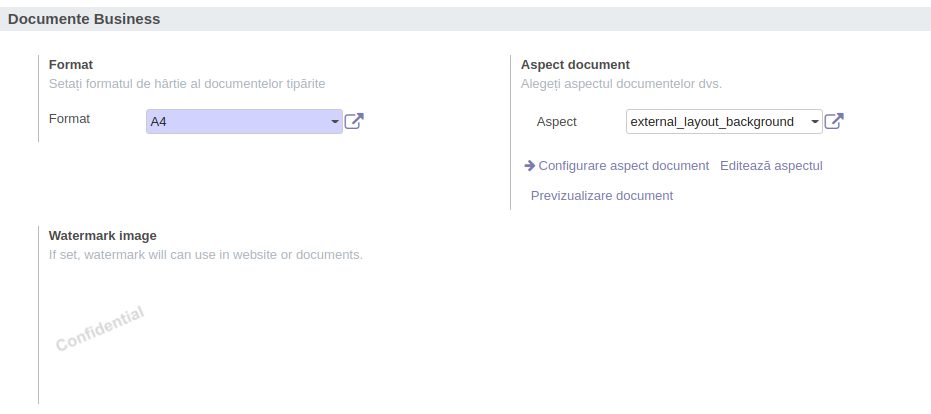 Documente Business
Format
Setați formatul de hârtie al documentelor tipărite
Format
A4
Aspect document
Alegeți aspectul documentelor dvs.
Aspect
external_layout_background
Configurare aspect document
Editează aspectul
Previzualizare document
Watermark image
If set, watermark will can use in website or documents.
Confidential